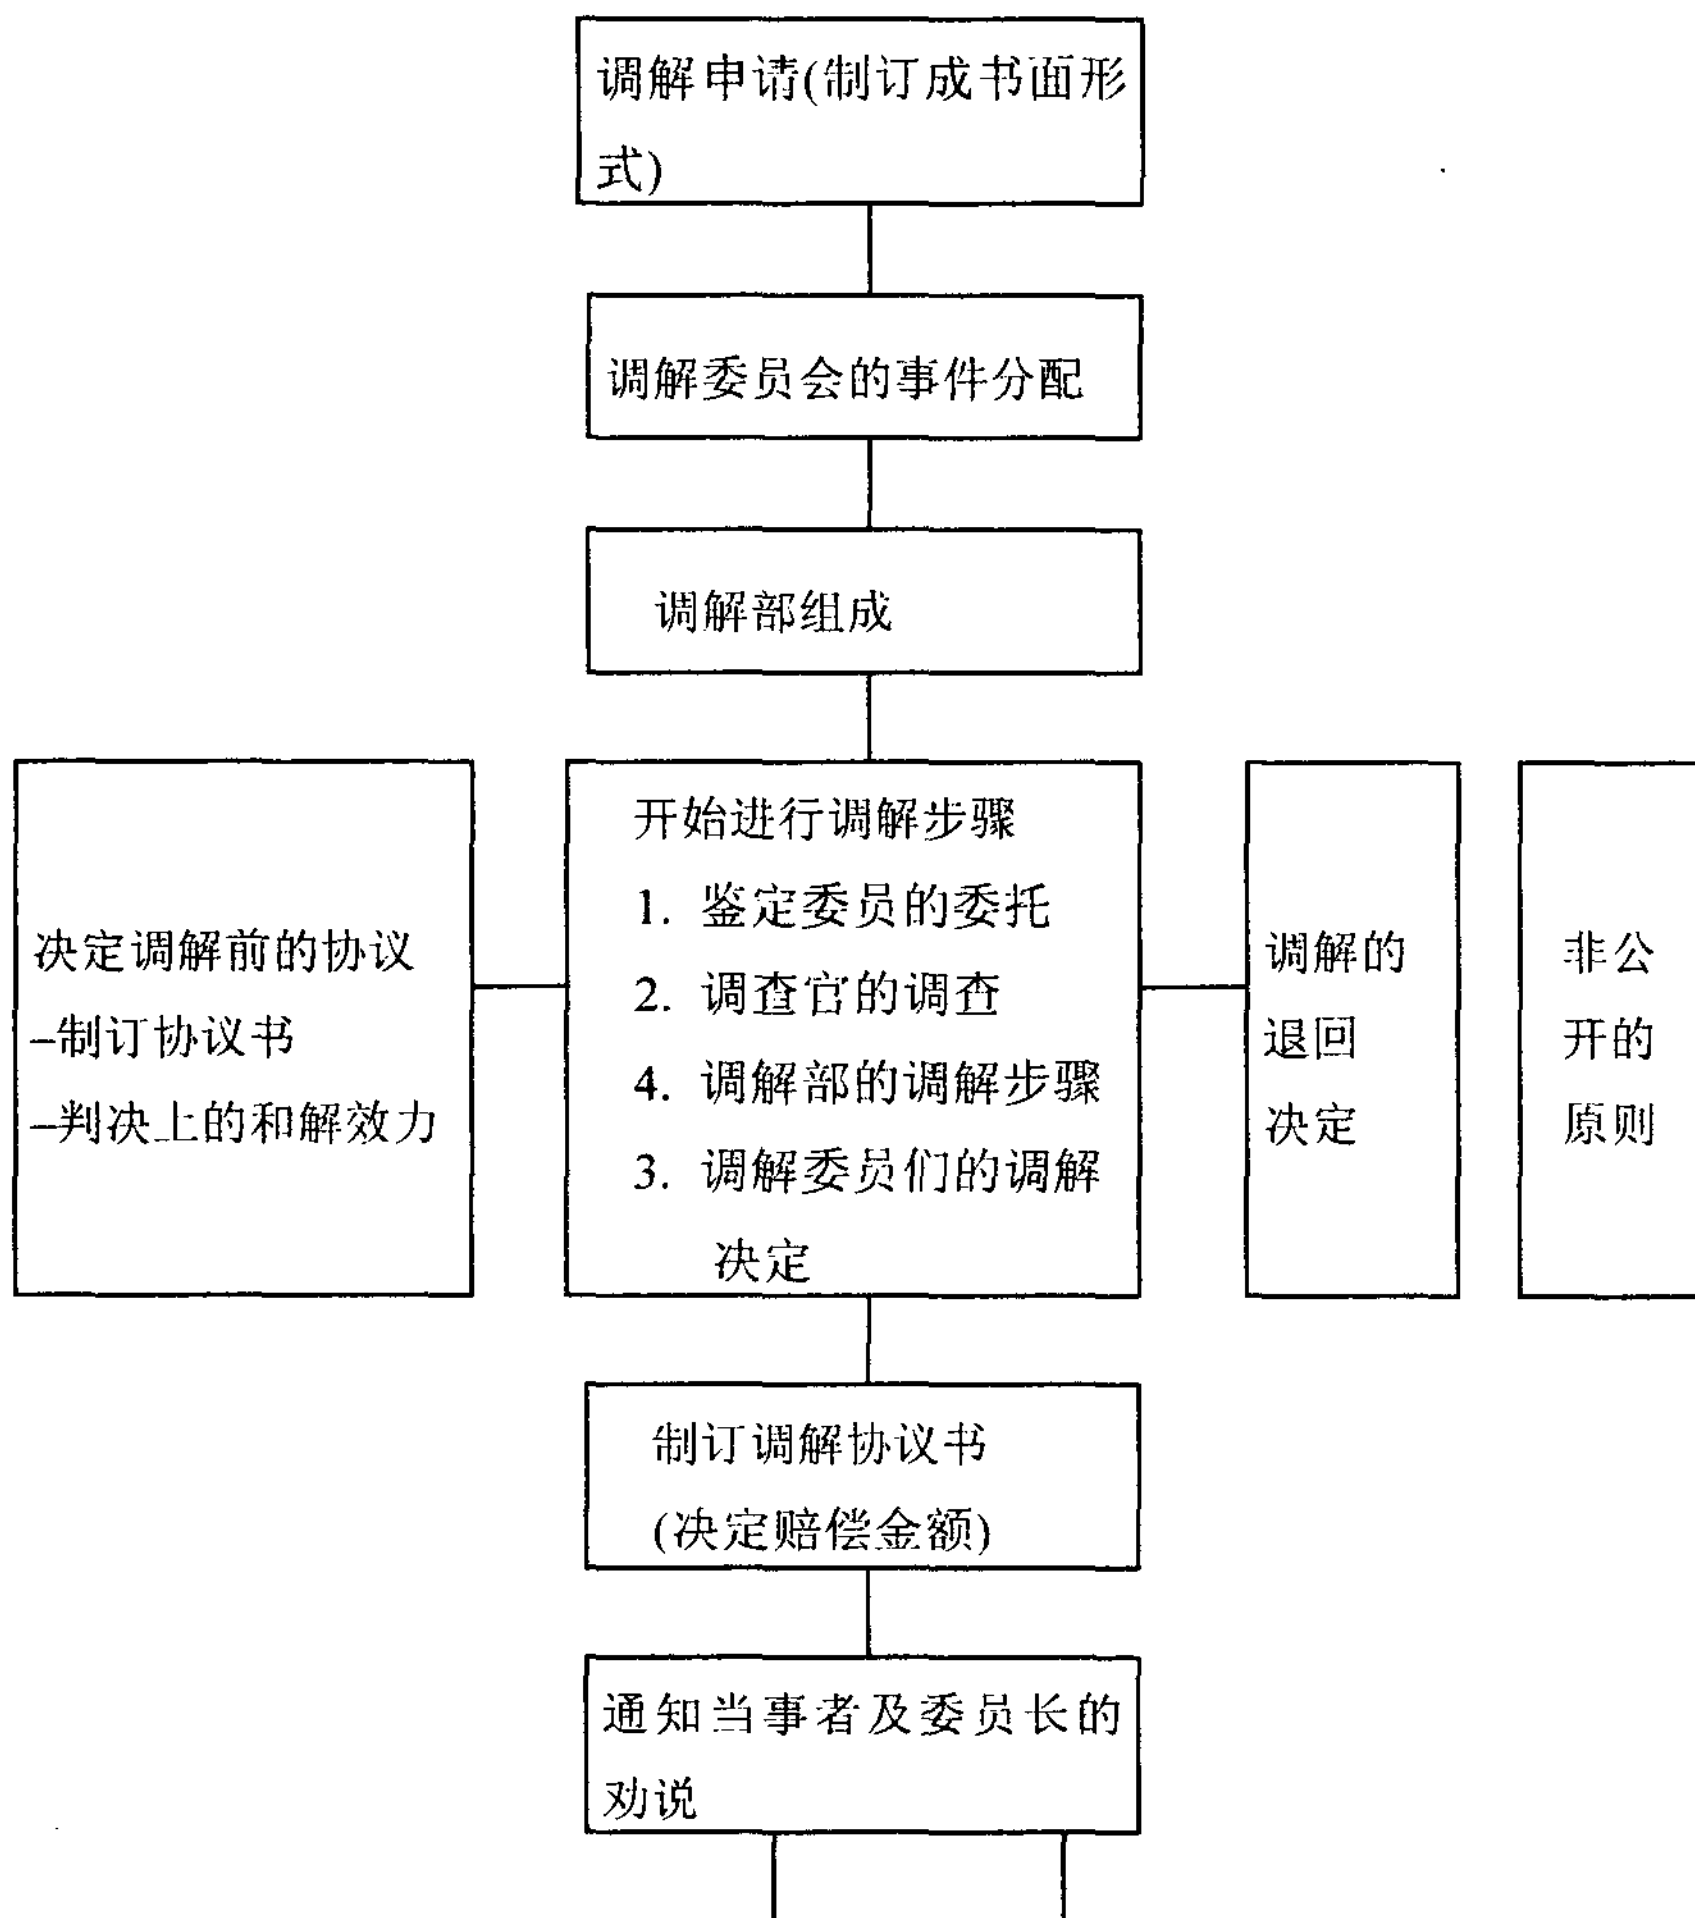 调解申请(制订成书面形
式)
调解委员会的事件分配
调解部组成
决定调解前的协议
–制订协议书
–判决上的和解效力
开始进行调解步骤
1. 鉴定委员的委托
2. 调查官的调查
4. 调解部的调解步骤
3. 调解委员们的调解
决定
调解的
退回
决定
非公
开的
原则
制订调解协议书
(决定赔偿金额)
通知当事者及委员长的
劝说